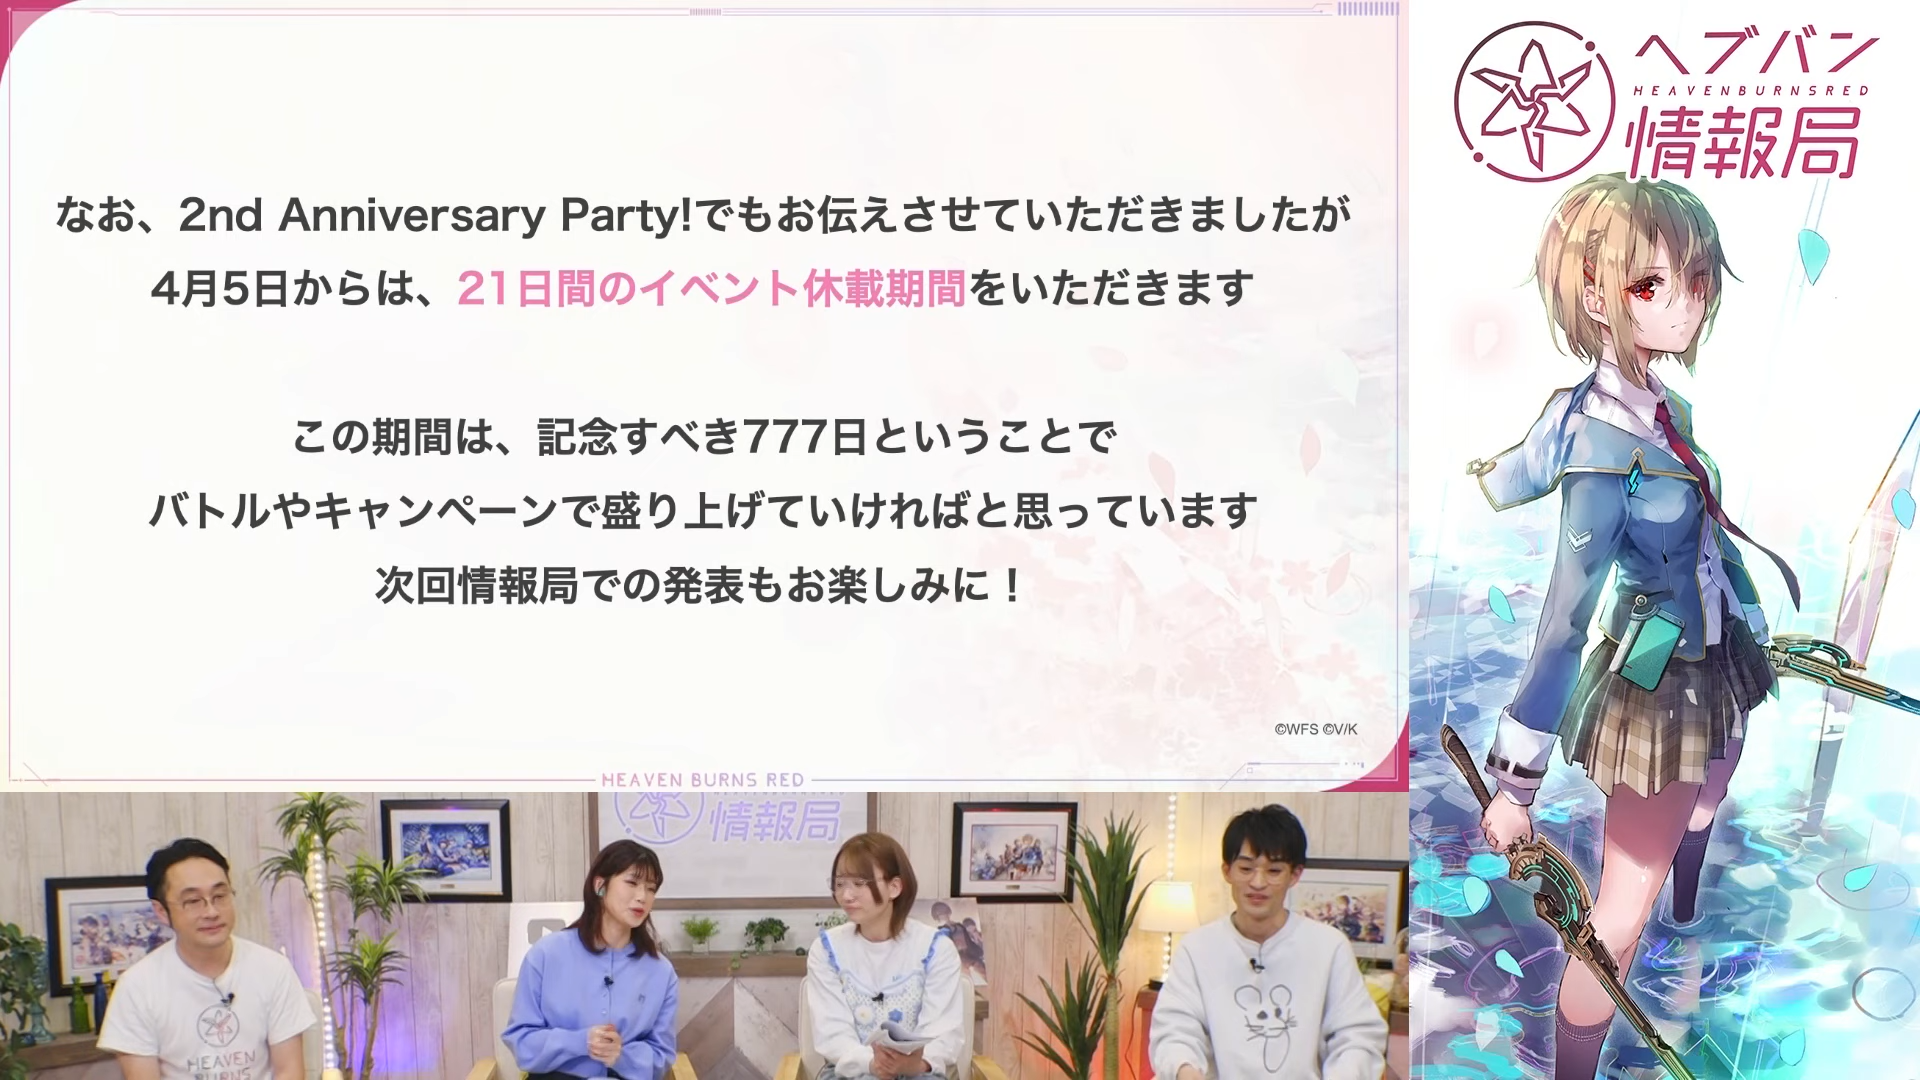 なお、2nd Anniversary Party!でもお伝えさせていただきましたが
4月5日からは、21日間のイベント休載期間をいただきます
この期間は、記念すべき777日ということで
バトルやキャンペーンで盛り上げていければと思っています
次回情報局での発表もお楽しみに！
©WFS ©V/K
HEAVEN BURNS RED
ヘブバン
HEAVENBURNSRED
情報局
情報局
HEAVEN
BURNS